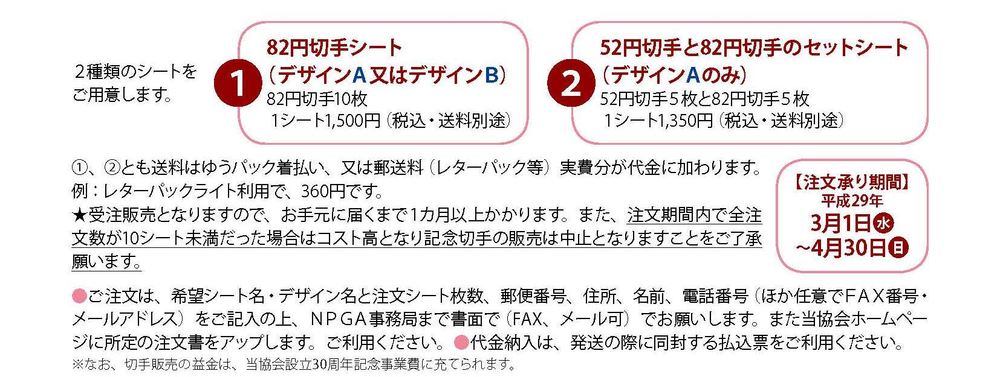 ２種類のシートを
ご用意します。
1
82円切手シート
（デザインA又はデザインB）
82円切手10枚
１シート1,500円（税込・送料別途）
2
52円切手と82円切手のセットシート
（デザインAのみ）
52円切手５枚と82円切手５枚
１シート1,350円（税込・送料別途）
①、②とも送料はゆうパック着払い、又は郵送料（レターパック等）実費分が代金に加わります。
例：レターパックライト利用で、360円です。
★受注販売となりますので、お手元に届くまで１カ月以上かかります。また、注文期間内で全注
文数が10シート未満だった場合はコスト高となり記念切手の販売は中止となりますことをご了承
願います。
【注文承り期間】
平成29年
3月1日水
～4月30日日
●ご注文は、希望シート名・デザイン名と注文シート枚数、郵便番号、住所、名前、電話番号（ほか任意でＦＡＸ番号・
メールアドレス）をご記入の上、ＮＰＧＡ事務局まで書面で（FAX、メール可）でお願いします。また当協会ホームペー
ジに所定の注文書をアップします。ご利用ください。●代金納入は、発送の際に同封する払込票をご利用ください。
※なお、切手販売の益金は、当協会設立30周年記念事業費に充てられます。